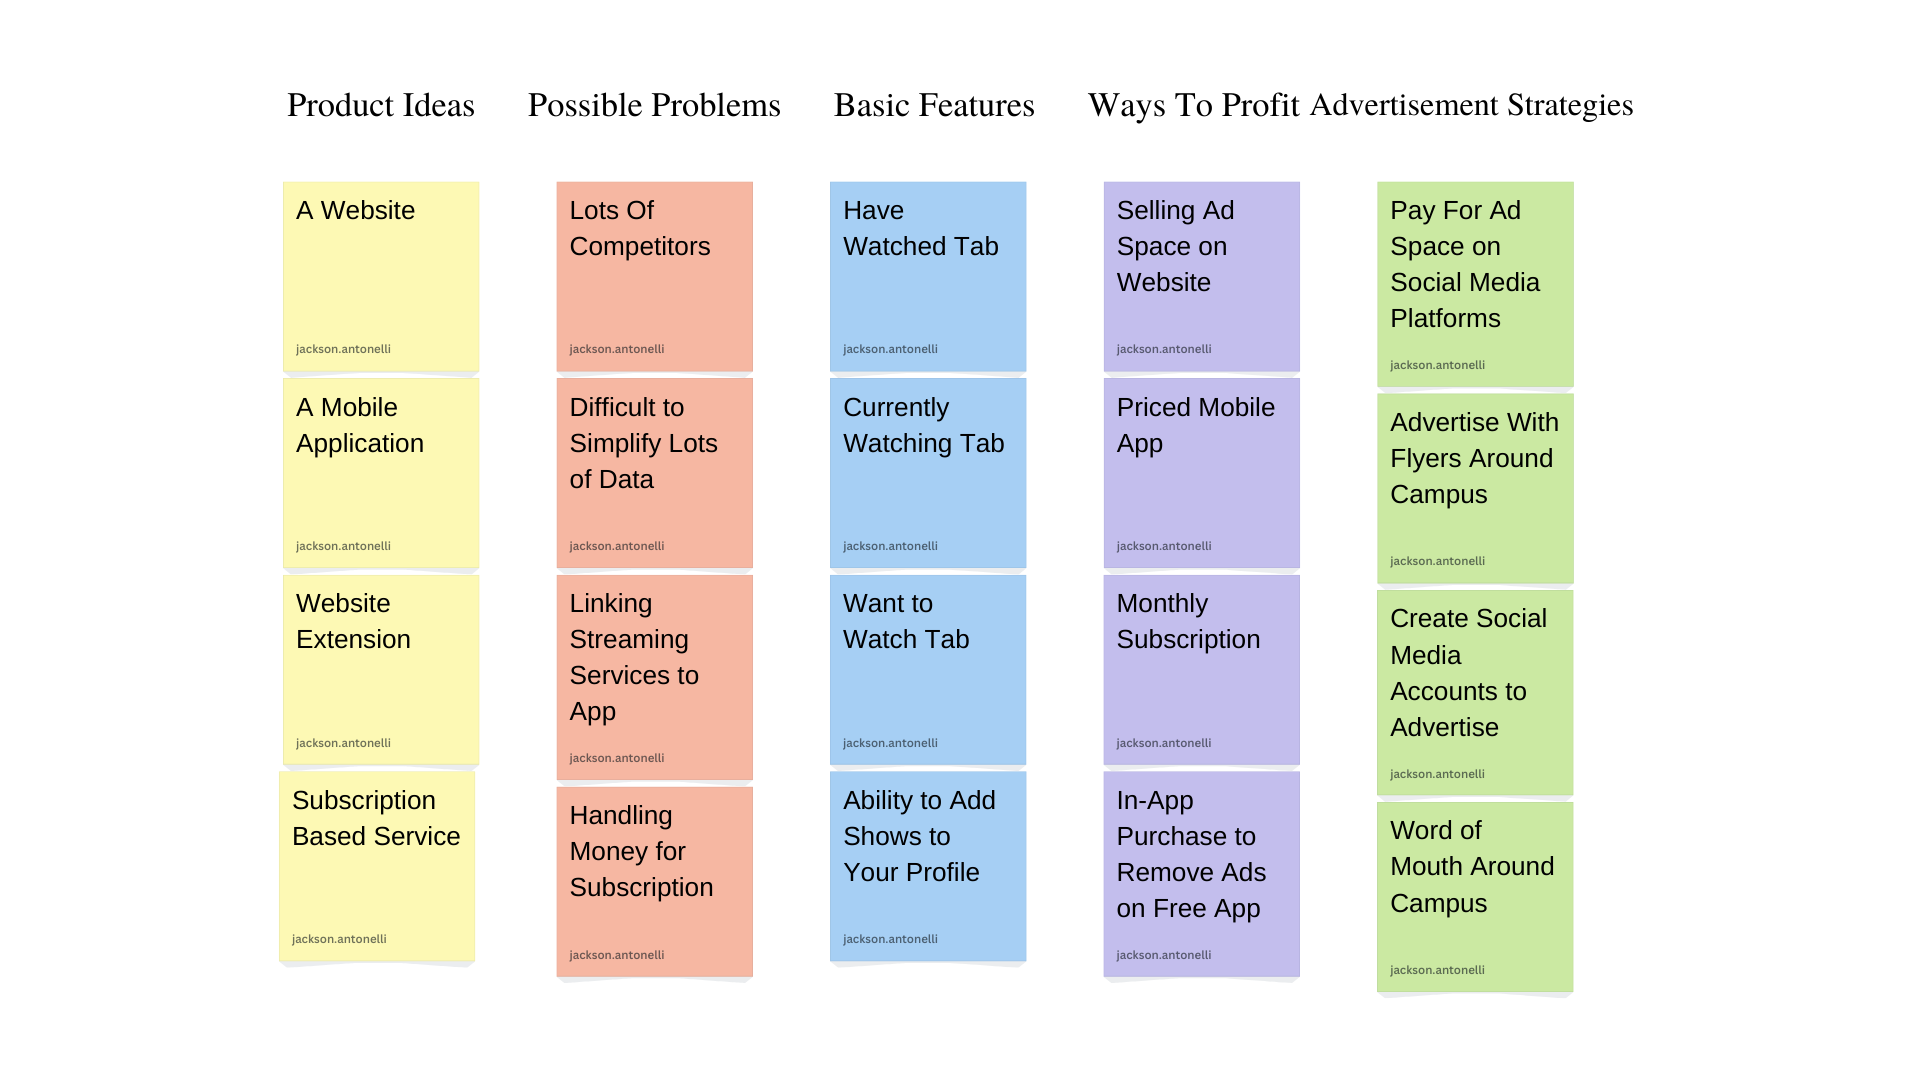 Product Ideas
Possible Problems
Basic Features
Ways To Profit
Advertisement Strategies
A Website
jackson.antonelli
A Mobile
Application
jackson.antonelli
Website
Extension
jackson.antonelli
Subscription
Based Service
jackson.antonelli
Lots Of
Competitors
jackson.antonelli
Difficult to
Simplify Lots
of Data
jackson.antonelli
Linking
Streaming
Services to
App
jackson.antonelli
Handling
Money for
Subscription
jackson.antonelli
Have
Watched Tab
jackson.antonelli
Currently
Watching Tab
jackson.antonelli
Want to
Watch Tab
jackson.antonelli
Ability to Add
Shows to
Your Profile
jackson.antonelli
Selling Ad
Space on
Website
jackson.antonelli
Priced Mobile
App
jackson.antonelli
Monthly
Subscription
jackson.antonelli
In-App
Purchase to
Remove Ads
on Free App
jackson.antonelli
Pay For Ad
Space on
Social Media
Platforms
jackson.antonelli
Advertise With
Flyers Around
Campus
jackson.antonelli
Create Social
Media
Accounts to
Advertise
jackson.antonelli
Word of
Mouth Around
Campus
jackson.antonelli